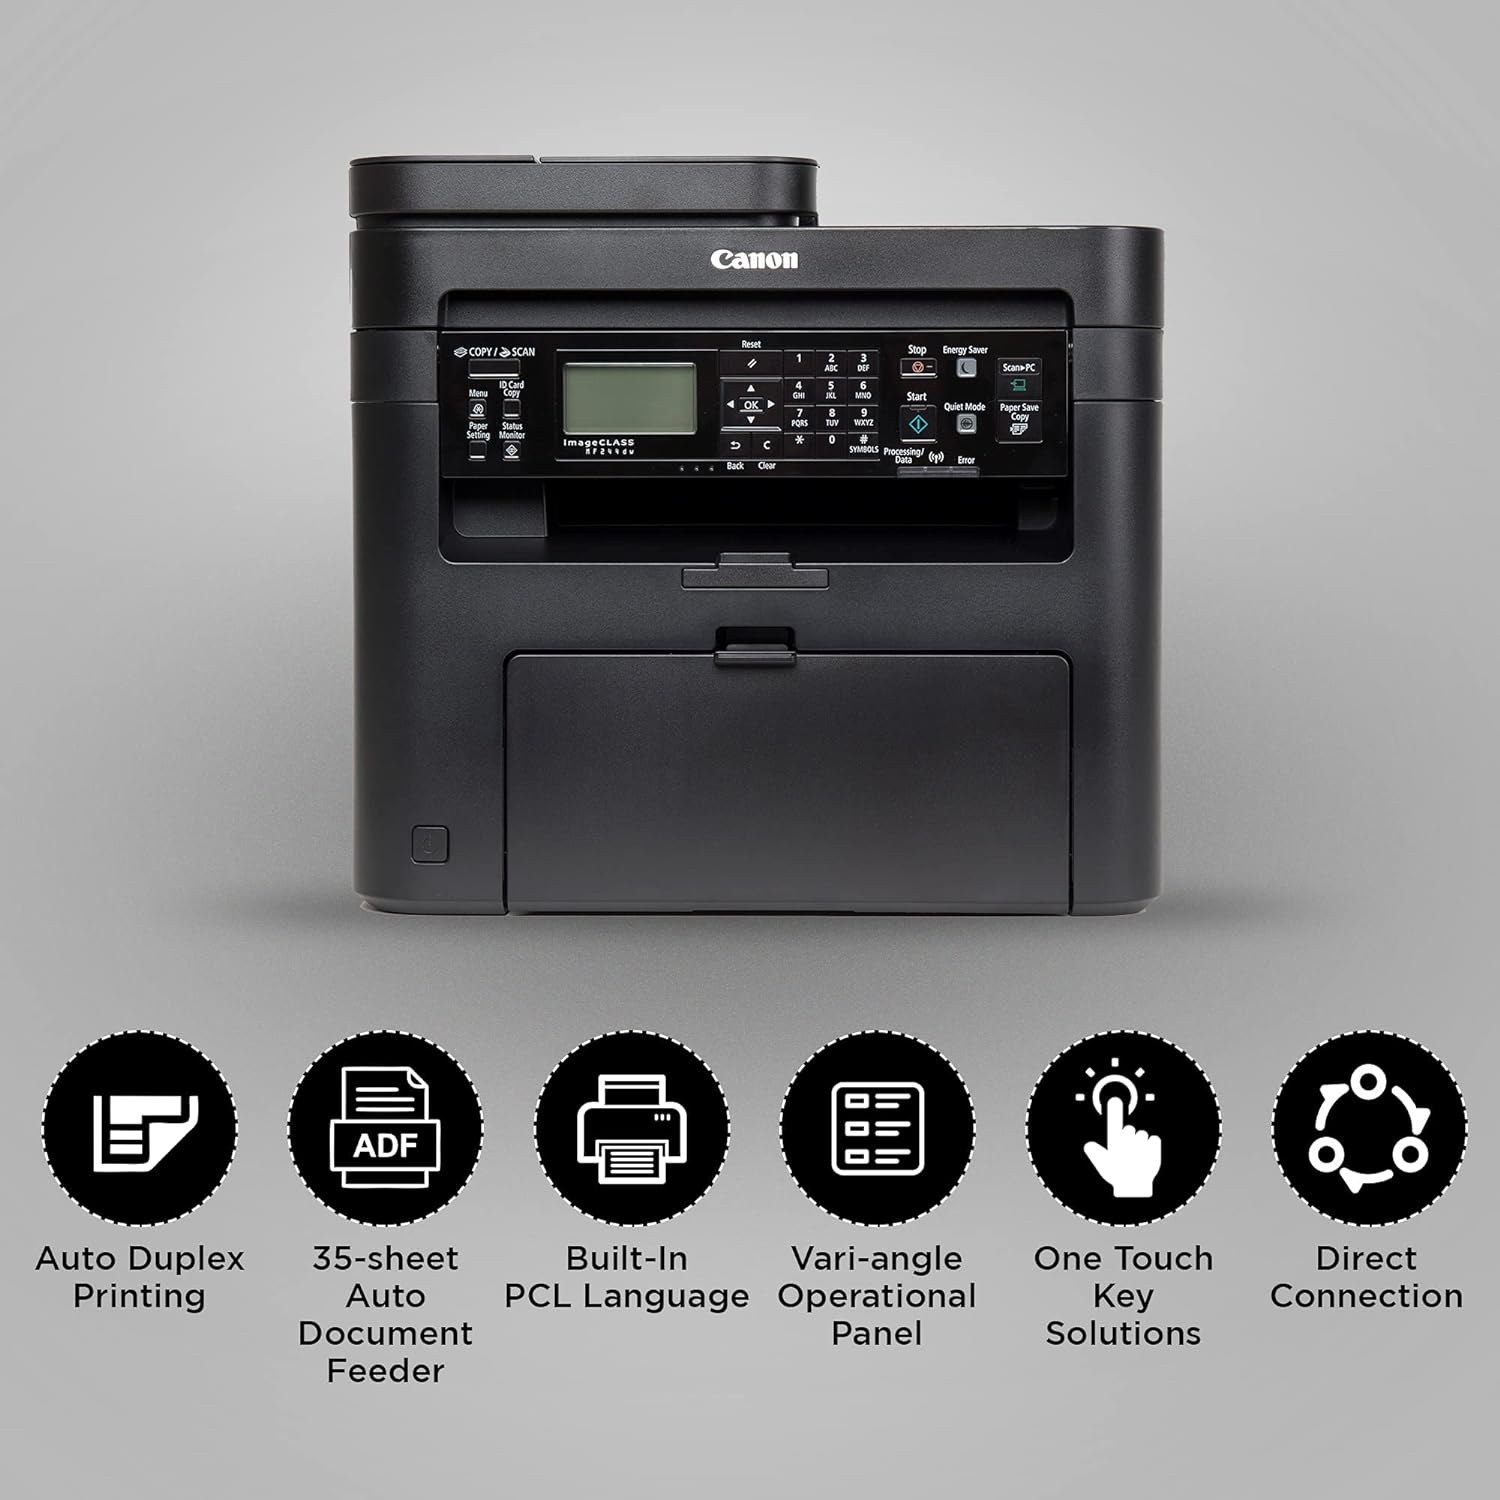 Canon
COPY / SCAN
ID Card
Copy
Menu
Paper
Setting
Status
Monitor
ImageCLASS
MF244dw
Reset
OK
Back
Clear
C
1
2
ABC
3
DEF
4
GHI
5
JKL
6
MNO
7
PQRS
8
TUV
9
WXYZ
*
0
#
SYMBOLS
Stop
Energy Saver
Start
Quiet Mode
Processing/
Data
Error
Scan▸PC
Paper Save
Copy
ADF
Auto Duplex
Printing
35-sheet
Auto
Document
Feeder
Built-In
PCL Language
Vari-angle
Operational
Panel
One Touch
Key
Solutions
Direct
Connection